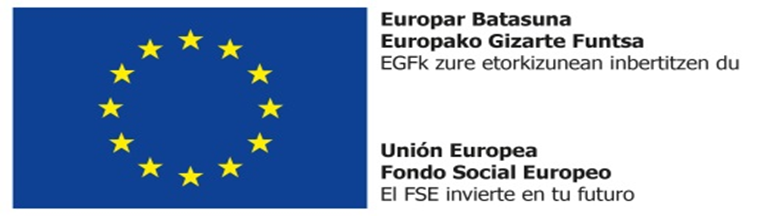 Europar Batasuna
Europako Gizarte Funtsa
EGFk zure etorkizunean inbertitzen du
Unión Europea
Fondo Social Europeo
El FSE invierte en tu futuro